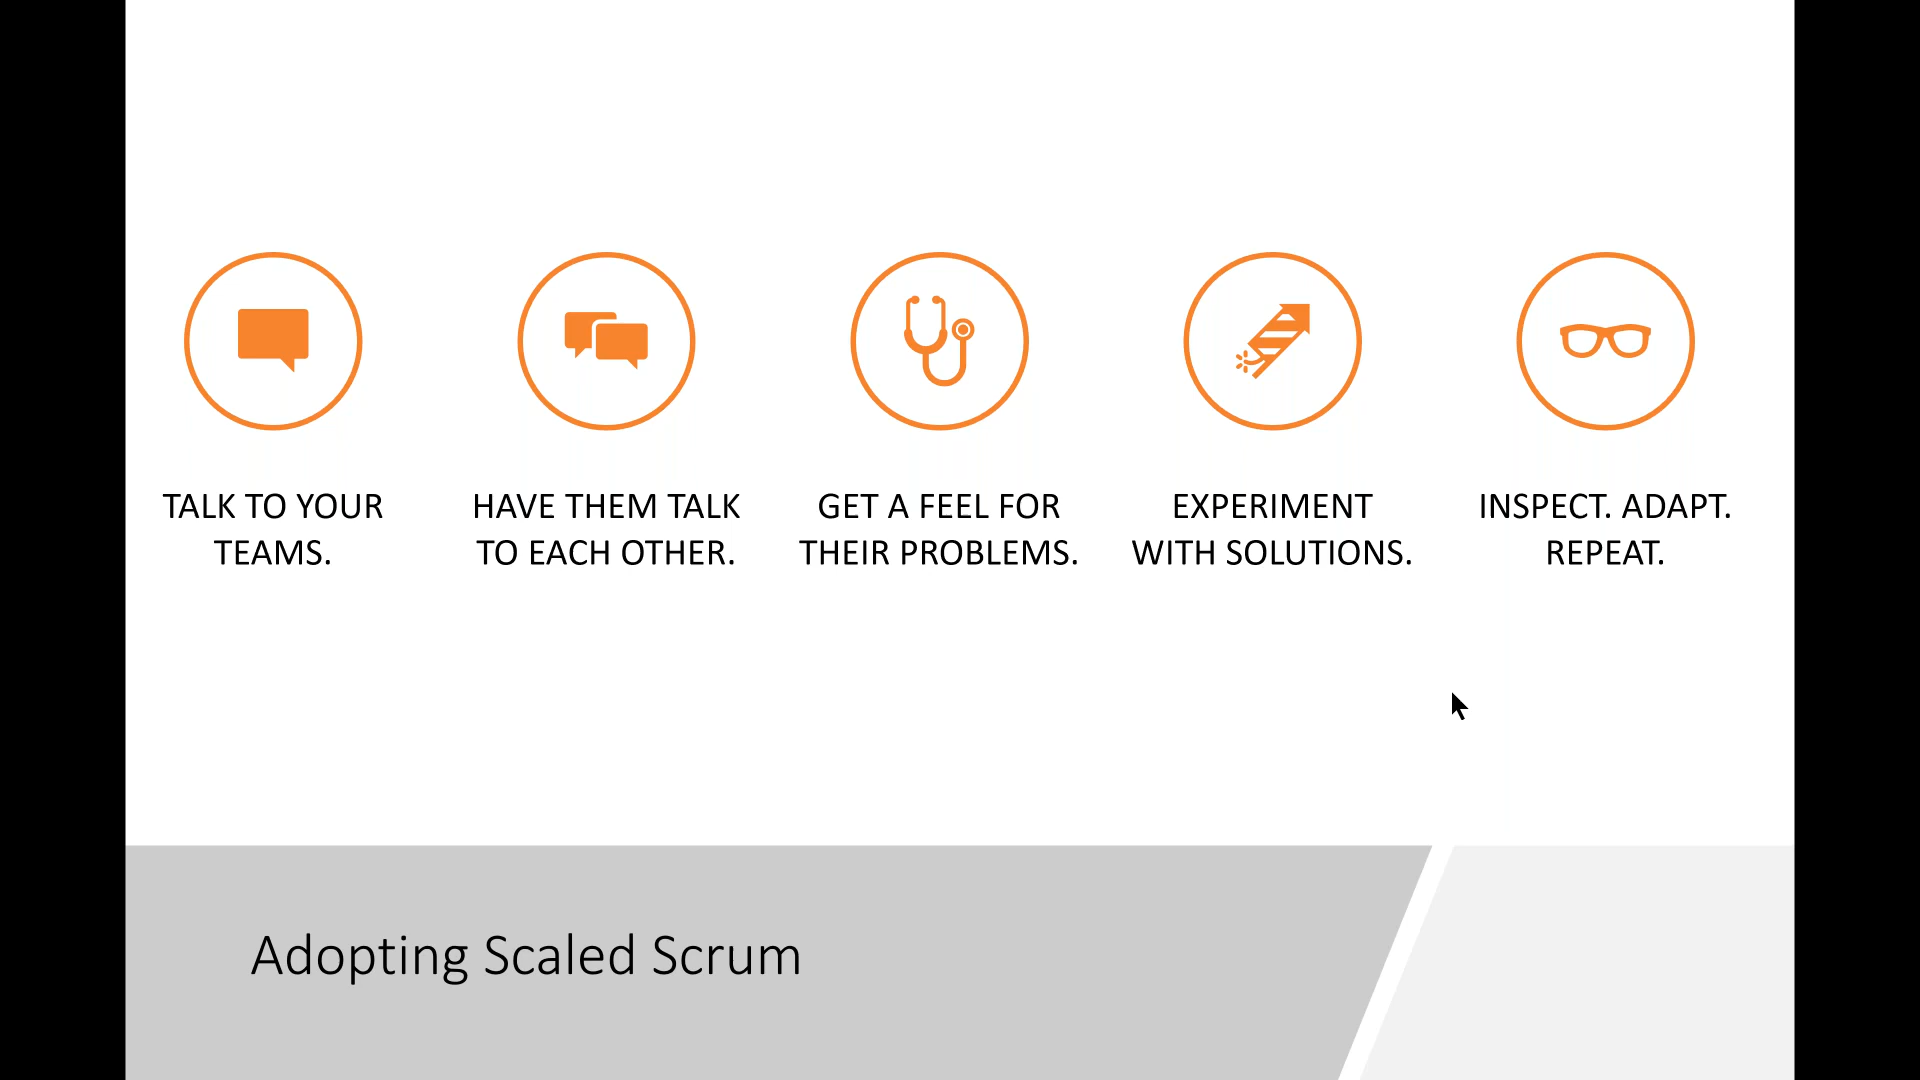 TALK TO YOUR
TEAMS.
HAVE THEM TALK
TO EACH OTHER.
GET A FEEL FOR
THEIR PROBLEMS.
EXPERIMENT
WITH SOLUTIONS.
INSPECT. ADAPT.
REPEAT.
Adopting Scaled Scrum